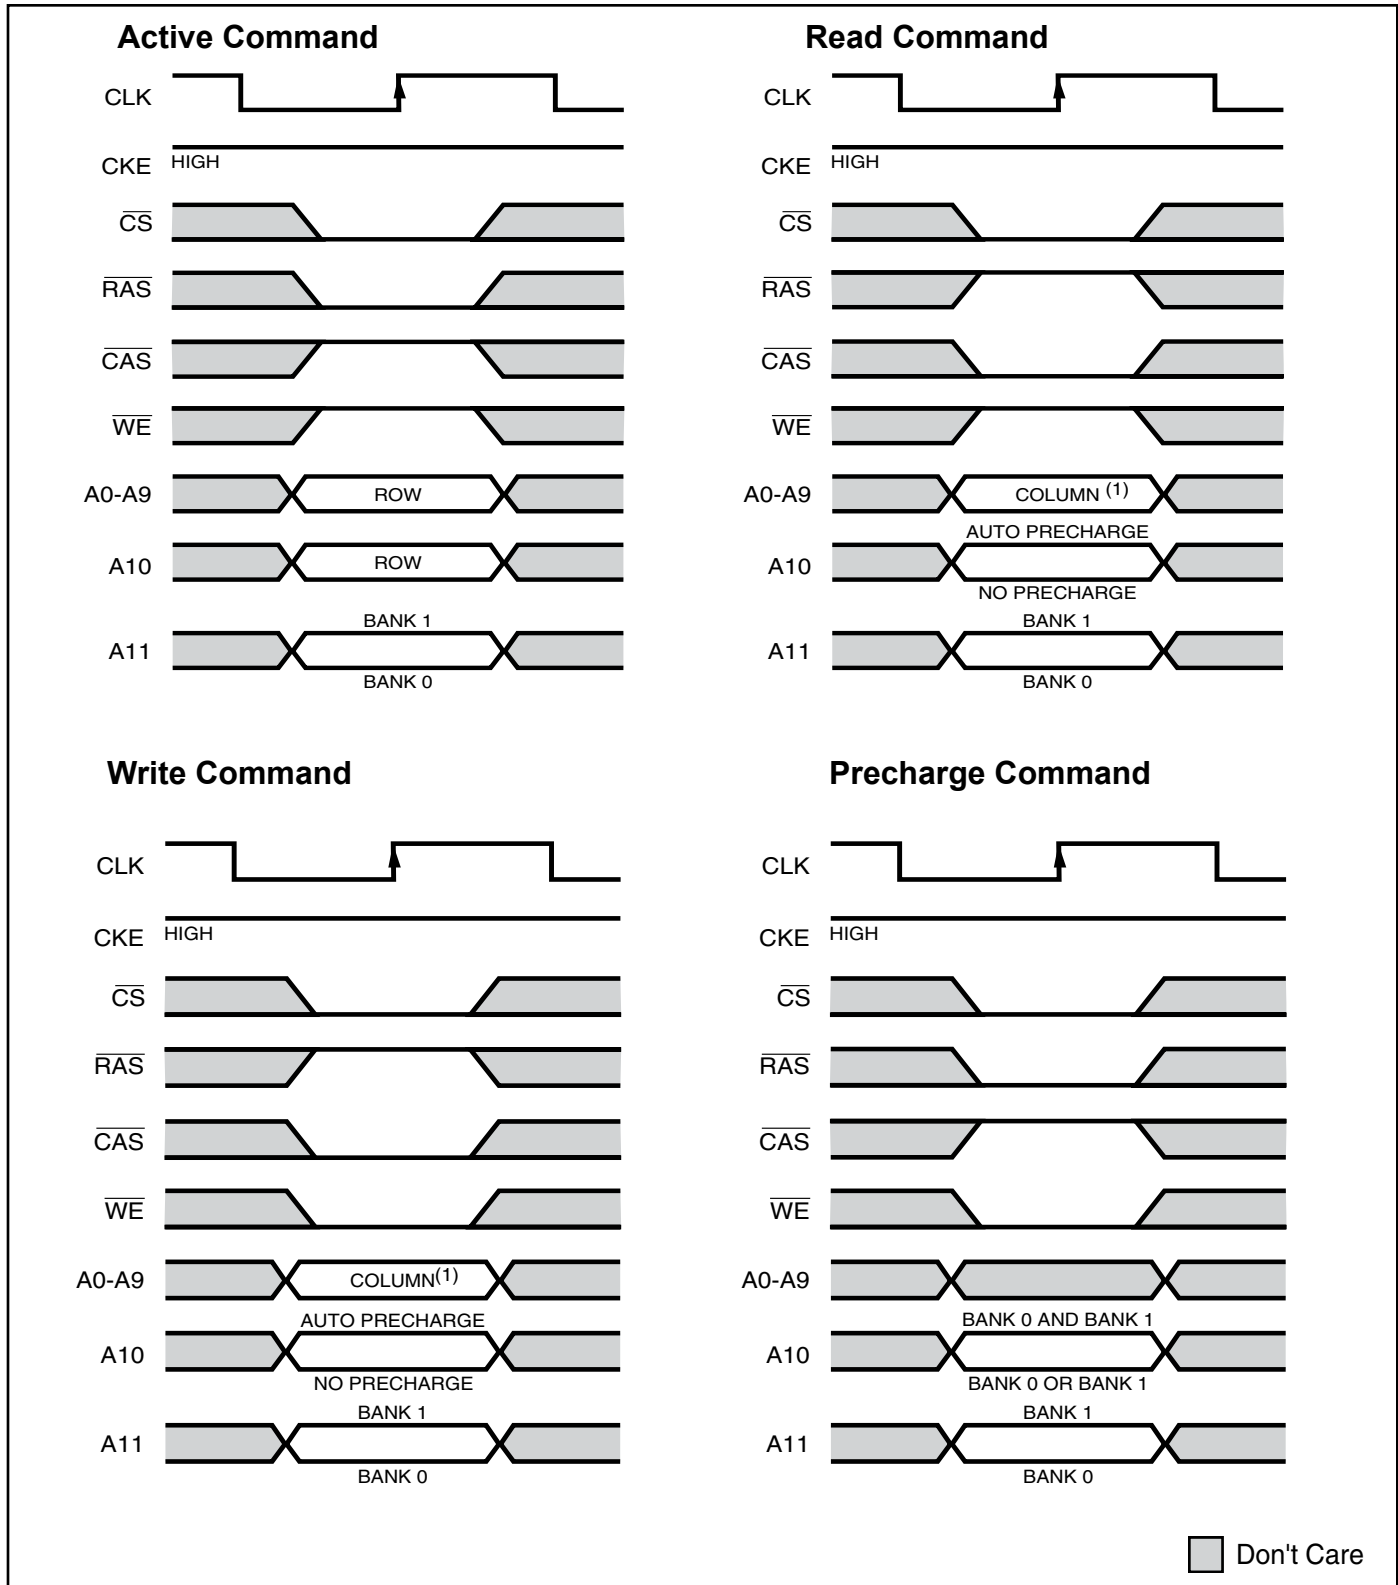 Active Command
CLK
CKE HIGH
CS
RAS
CAS
WE
A0-A9 ROW
A10 ROW
BANK 1
A11
BANK 0
Read Command
CLK
CKE HIGH
CS
RAS
CAS
WE
A0-A9 COLUMN (1)
AUTO PRECHARGE
A10
NO PRECHARGE
BANK 1
A11
BANK 0
Write Command
CLK
CKE HIGH
CS
RAS
CAS
WE
A0-A9 COLUMN(1)
AUTO PRECHARGE
A10
NO PRECHARGE
BANK 1
A11
BANK 0
Precharge Command
CLK
CKE HIGH
CS
RAS
CAS
WE
A0-A9
BANK 0 AND BANK 1
A10
BANK 0 OR BANK 1
BANK 1
A11
BANK 0
Don't Care